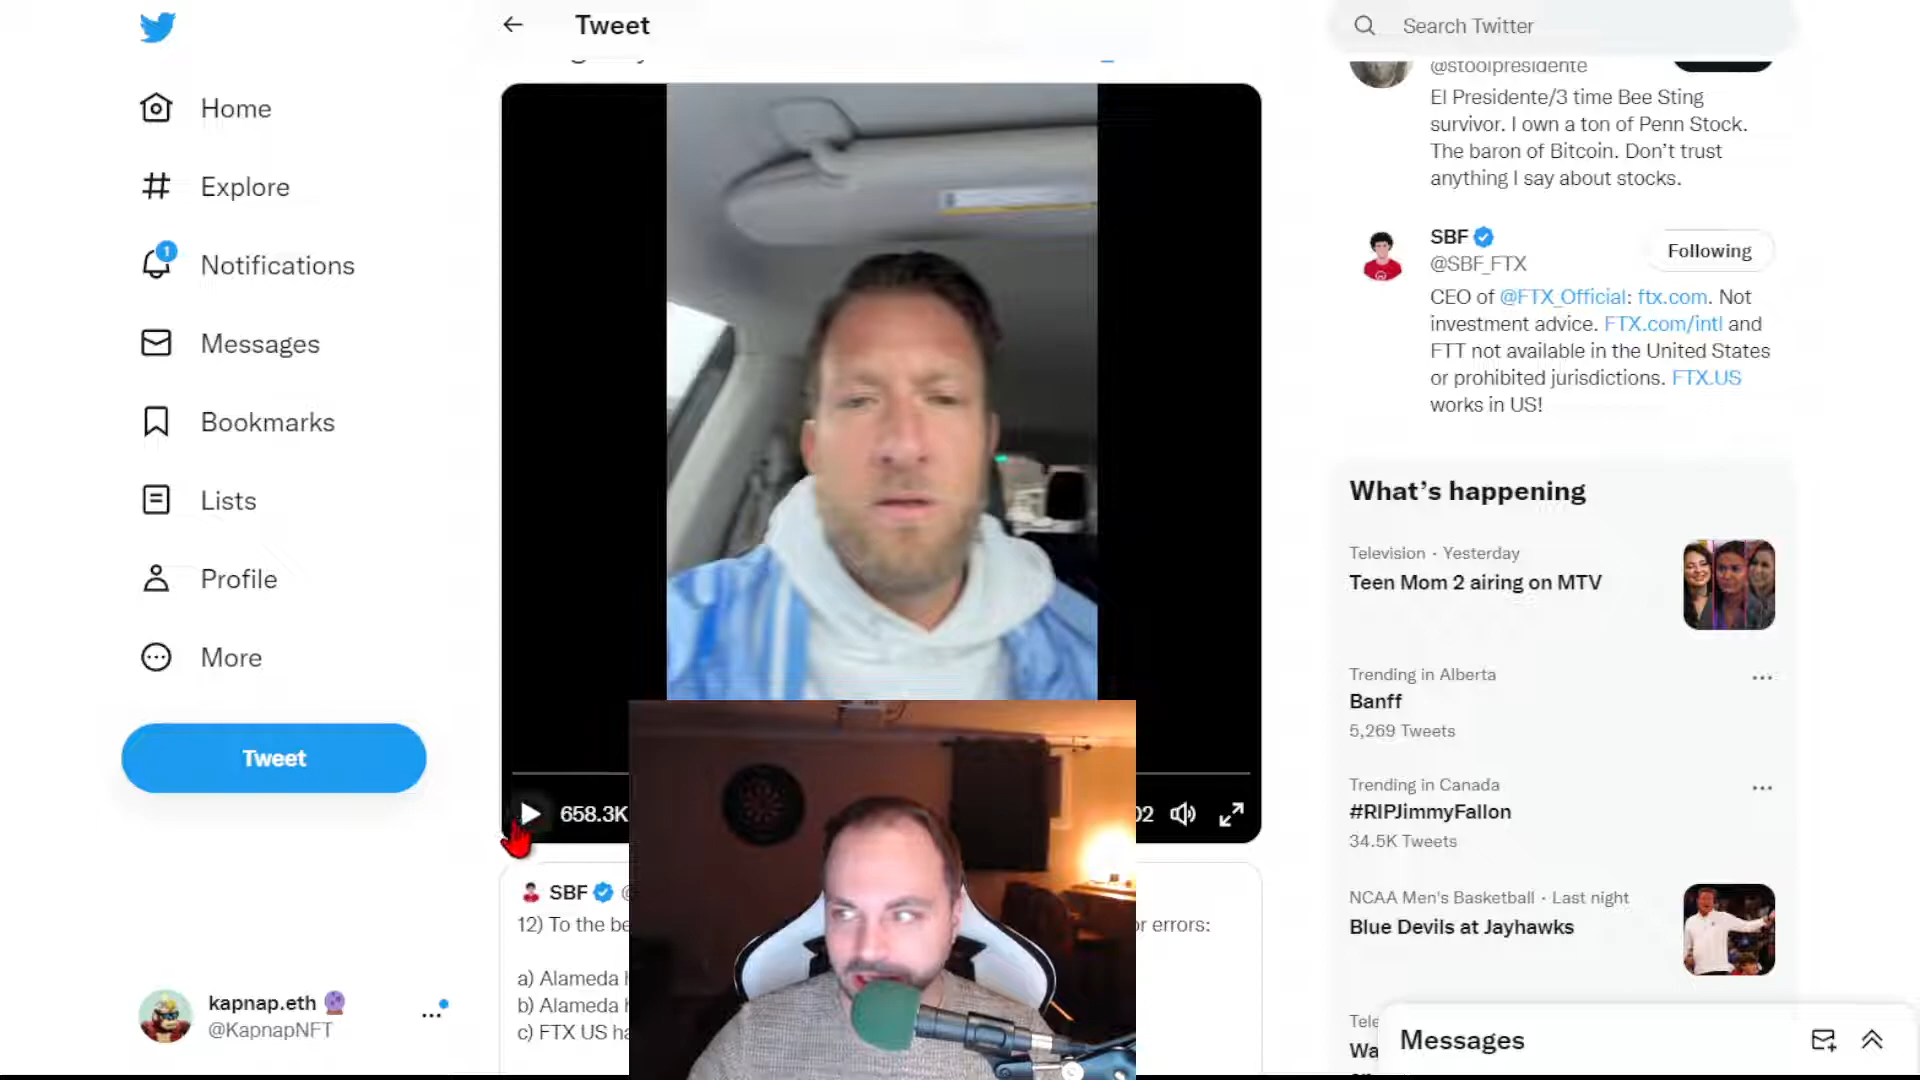 Home
Explore
1
Notifications
Messages
Bookmarks
Lists
Profile
More
Tweet
kapnap.eth
@KapnapNFT
Tweet
658.3K
02
SBF
12) To the be
or errors:
a) Alameda
b) Alameda
c) FTX US ha
Search Twitter
@stoolpresidente
El Presidente/3 time Bee Sting
survivor. I own a ton of Penn Stock.
The baron of Bitcoin. Don't trust
anything I say about stocks.
SBF
Following
@SBF_FTX
CEO of @FTX_Official: ftx.com. Not
investment advice. FTX.com/intl and
FTT not available in the United States
or prohibited jurisdictions. FTX.US
works in US!
What's happening
Television · Yesterday
Teen Mom 2 airing on MTV
Trending in Alberta
Banff
5,269 Tweets
Trending in Canada
#RIPJimmyFallon
34.5K Tweets
NCAA Men's Basketball · Last night
Blue Devils at Jayhawks
Tele
Wa
Messages